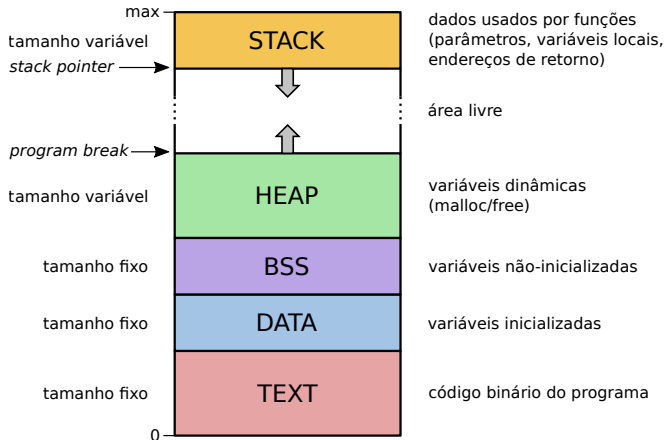 max
tamanho variável
stack pointer
STACK
dados usados por funções
(parâmetros, variáveis locais,
endereços de retorno)
área livre
program break
tamanho variável
HEAP
variáveis dinâmicas
(malloc/free)
tamanho fixo
BSS
variáveis não-inicializadas
tamanho fixo
DATA
variáveis inicializadas
tamanho fixo
TEXT
código binário do programa
0